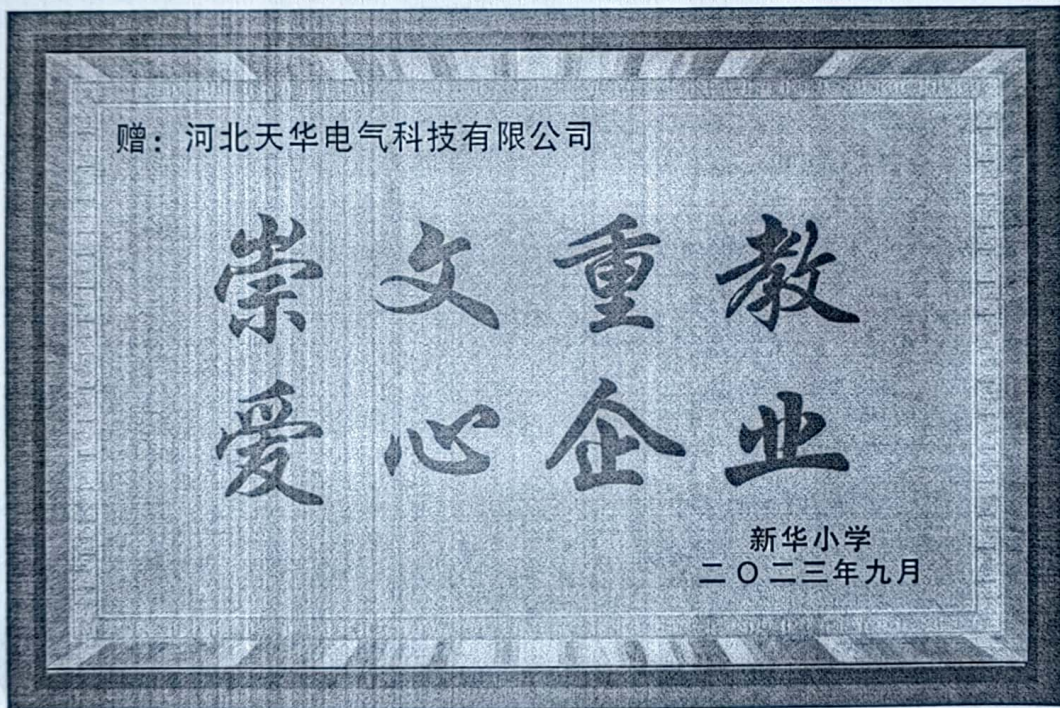 赠：河北天华电气科技有限公司
崇文重教
爱心企业
新华小学
二〇二三年九月